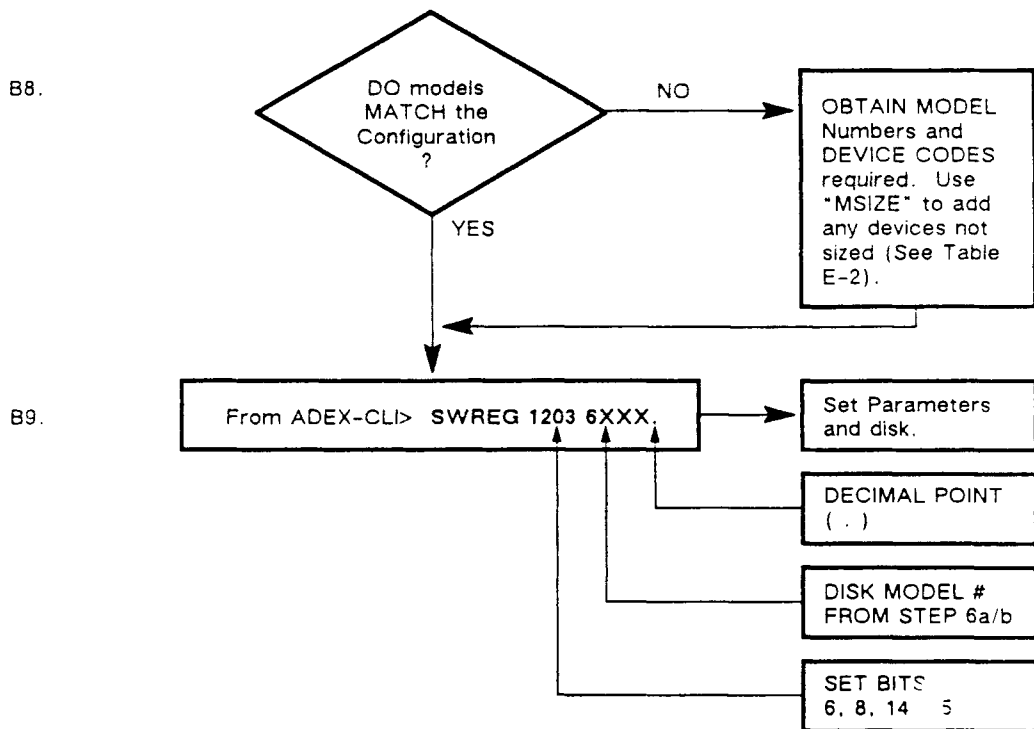 B8.
DO models
MATCH the
Configuration
?
NO
YES
OBTAIN MODEL
Numbers and
DEVICE CODES
required. Use
"MSIZE" to add
any devices not
sized (See Table
E-2).
B9.
From ADEX-CLI> SWREG 1203 6XXX.
Set Parameters
and disk.
DECIMAL POINT
( . )
DISK MODEL #
FROM STEP 6a/b
SET BITS
6, 8, 14